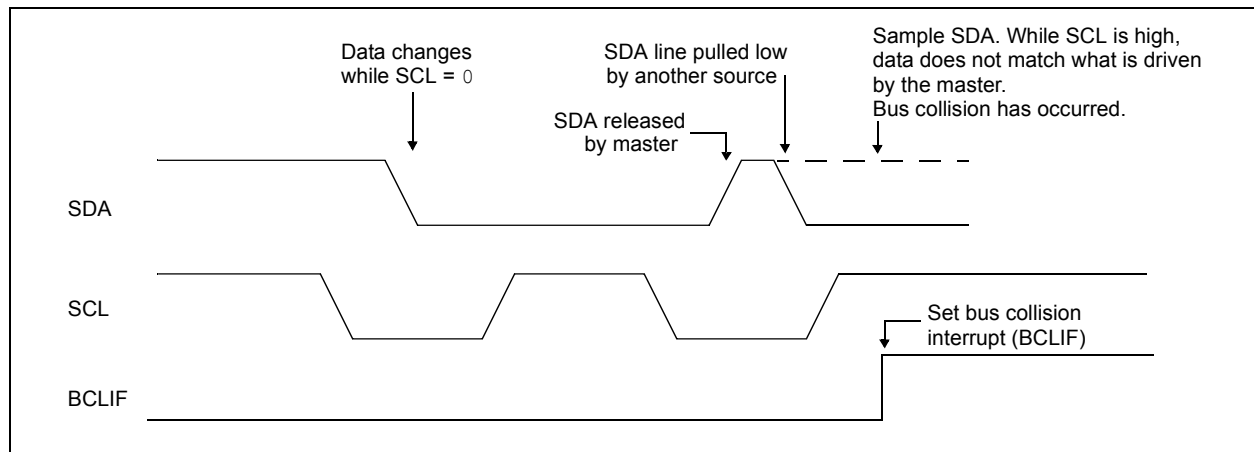 Data changes
while SCL = 0
SDA line pulled low
by another source
Sample SDA. While SCL is high,
data does not match what is driven
by the master.
Bus collision has occurred.
SDA released
by master
SDA
SCL
Set bus collision
interrupt (BCLIF)
BCLIF